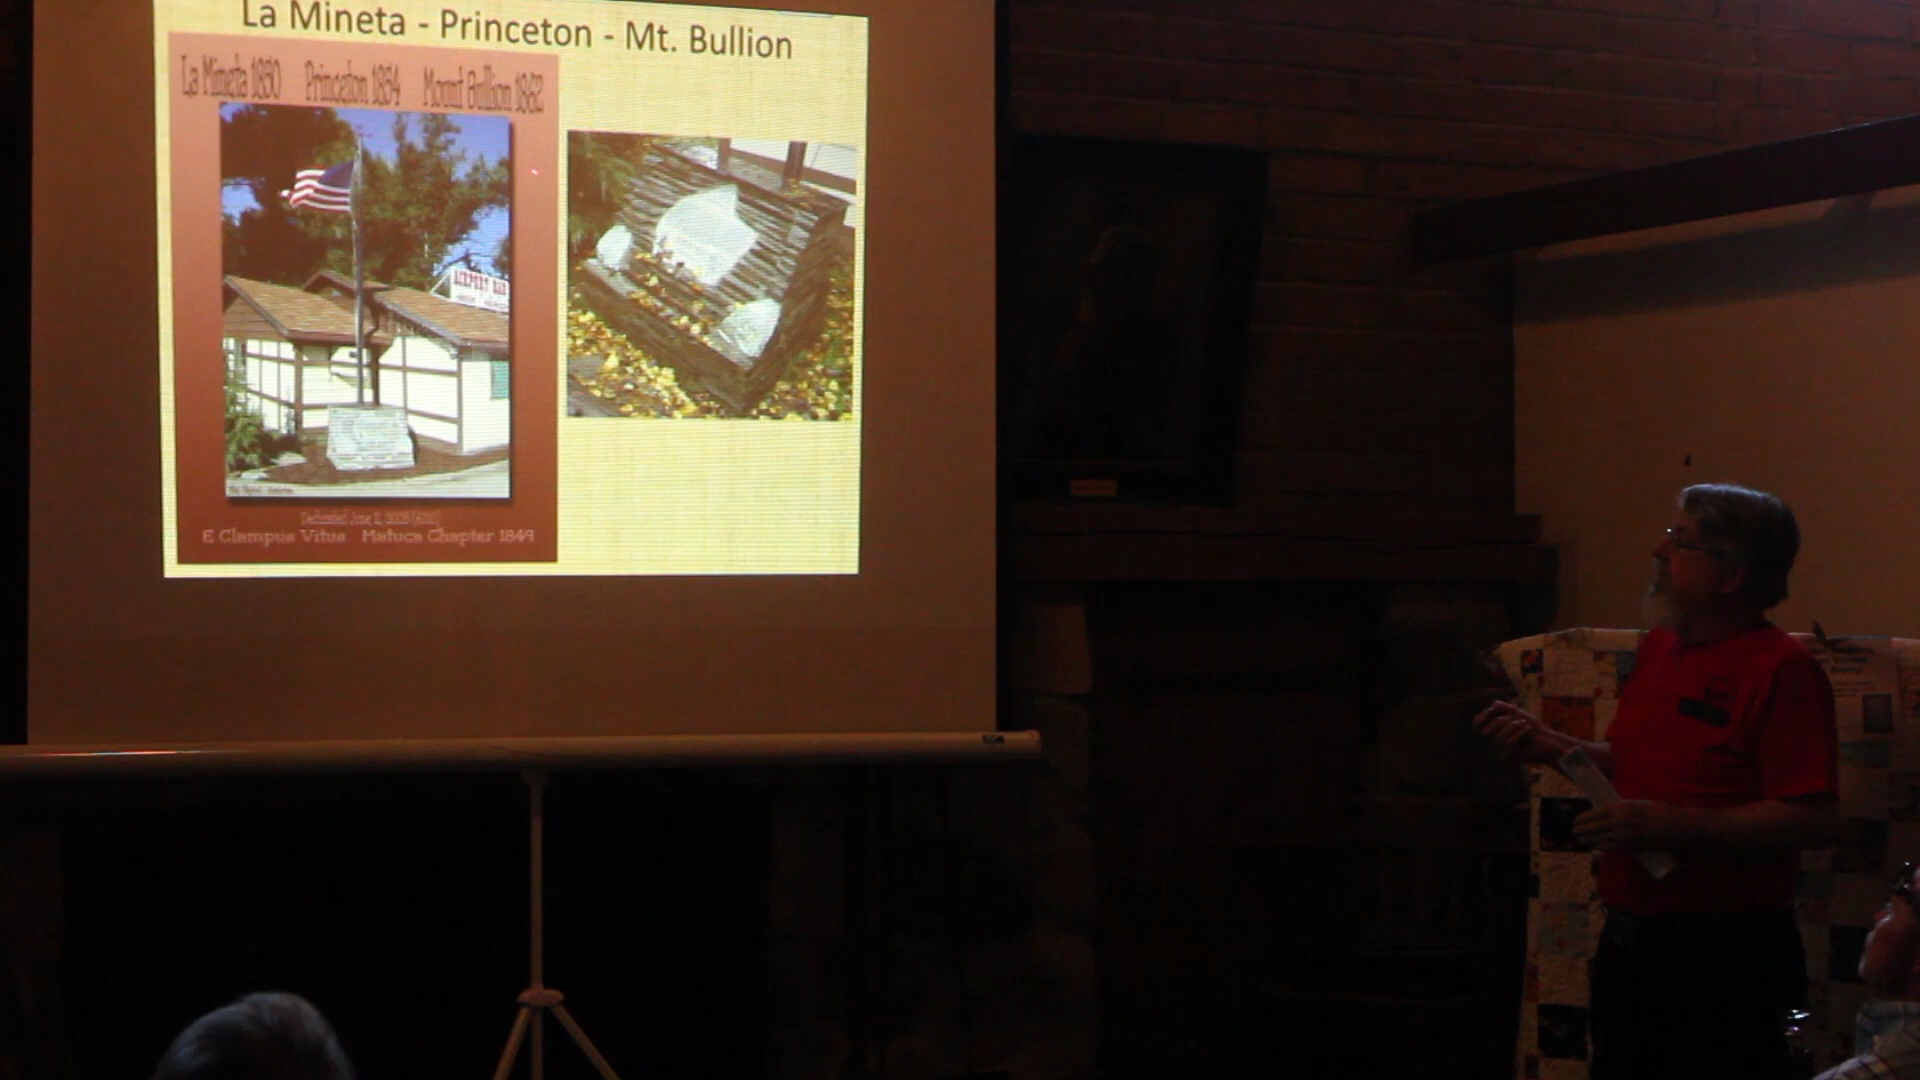 La Mineta - Princeton - Mt. Bullion
La Mineta 1850 Princeton 1854 Mount Bullion 1862
AIRPORT BAR
E Clampus Vitus Matuca Chapter 1849